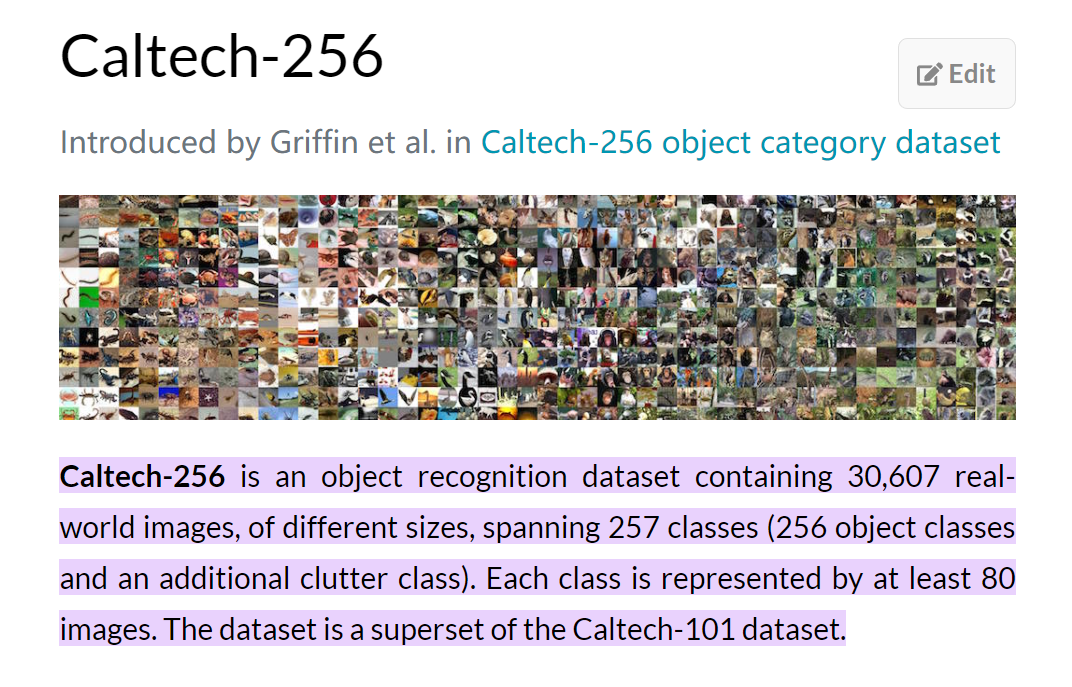 Caltech-256
Edit
Introduced by Griffin et al. in Caltech-256 object category dataset
Caltech-256 is an object recognition dataset containing 30,607 real-
world images, of different sizes, spanning 257 classes (256 object classes
and an additional clutter class). Each class is represented by at least 80
images. The dataset is a superset of the Caltech-101 dataset.